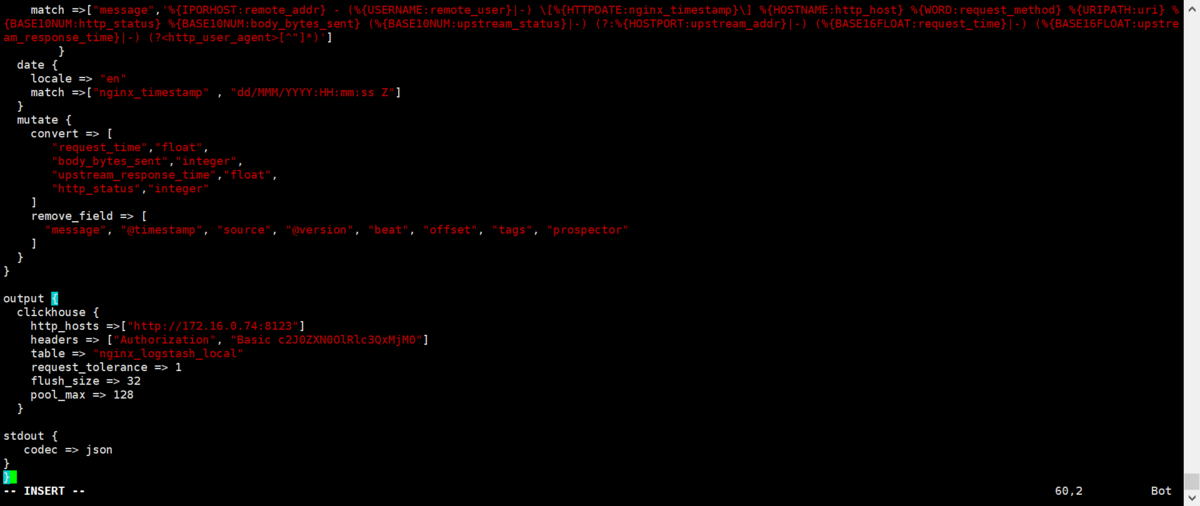 match =>["message",'%{IPORHOST:remote_addr} - (%{USERNAME:remote_user}|-) \[%{HTTPDATE:nginx_timestamp}\] %{HOSTNAME:http_host} %{WORD:request_method} %{URIPATH:uri} %
{BASE10NUM:http_status} %{BASE10NUM:body_bytes_sent} (%{BASE10NUM:upstream_status}|-) (?:%{HOSTPORT:upstream_addr}|-) (%{BASE16FLOAT:request_time}|-) (%{BASE16FLOAT:upstre
am_response_time}|-) (?<http_user_agent>[^"]*)']
        }
  date {
    locale => "en"
    match =>["nginx_timestamp" , "dd/MMM/YYYY:HH:mm:ss Z"]
  }
  mutate {
    convert => [
       "request_time","float",
       "body_bytes_sent","integer",
       "upstream_response_time","float",
       "http_status","integer"
    ]
    remove_field => [
      "message", "@timestamp", "source", "@version", "beat", "offset", "tags", "prospector"
    ]
  }
}
output {
  clickhouse {
    http_hosts =>["http://172.16.0.74:8123"]
    headers => ["Authorization", "Basic c2J0ZXN0OlRlc3QxMjM0"]
    table => "nginx_logstash_local"
    request_tolerance => 1
    flush_size => 32
    pool_max => 128
  }
stdout {
   codec => json
}
}
-- INSERT -- 60,2 Bot